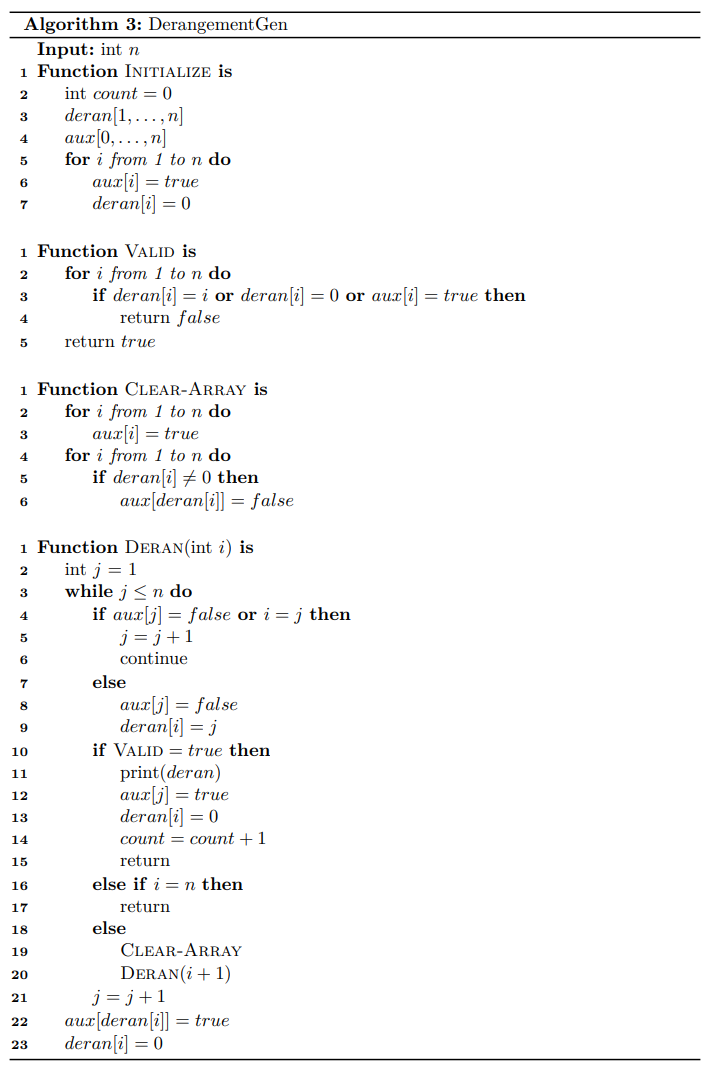 Algorithm 3: DerangementGen
Input: int n
1 Function INITIALIZE is
2 int count = 0
3 deran[1, . . . , n]
4 aux[0, . . . , n]
5 for i from 1 to n do
6 aux[i] = true
7 deran[i] = 0
1 Function VALID is
2 for i from 1 to n do
3 if deran[i] = i or deran[i] = 0 or aux[i] = true then
4 return false
5 return true
1 Function CLEAR-ARRAY is
2 for i from 1 to n do
3 aux[i] = true
4 for i from 1 to n do
5 if deran[i] ≠ 0 then
6 aux[deran[i]] = false
1 Function DERAN(int i) is
2 int j = 1
3 while j ≤ n do
4 if aux[j] = false or i = j then
5 j = j + 1
6 continue
7 else
8 aux[j] = false
9 deran[i] = j
10 if VALID = true then
11 print(deran)
12 aux[j] = true
13 deran[i] = 0
14 count = count + 1
15 return
16 else if i = n then
17 return
18 else
19 CLEAR-ARRAY
20 DERAN(i + 1)
21 j = j + 1
22 aux[deran[i]] = true
23 deran[i] = 0